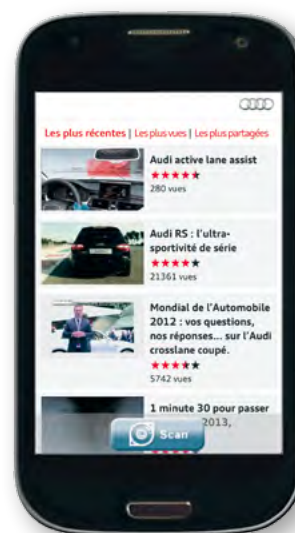 Les plus récentes | Les plus vues | Les plus partagées
Audi active lane assist
280 vues
Audi RS : l'ultra-
sportivité de série
21361 vues
Mondial de l'Automobile
2012 : vos questions,
nos réponses... sur l'Audi
crosslane coupé.
5742 vues
1 minute 30 pour passer
2013,
Scan